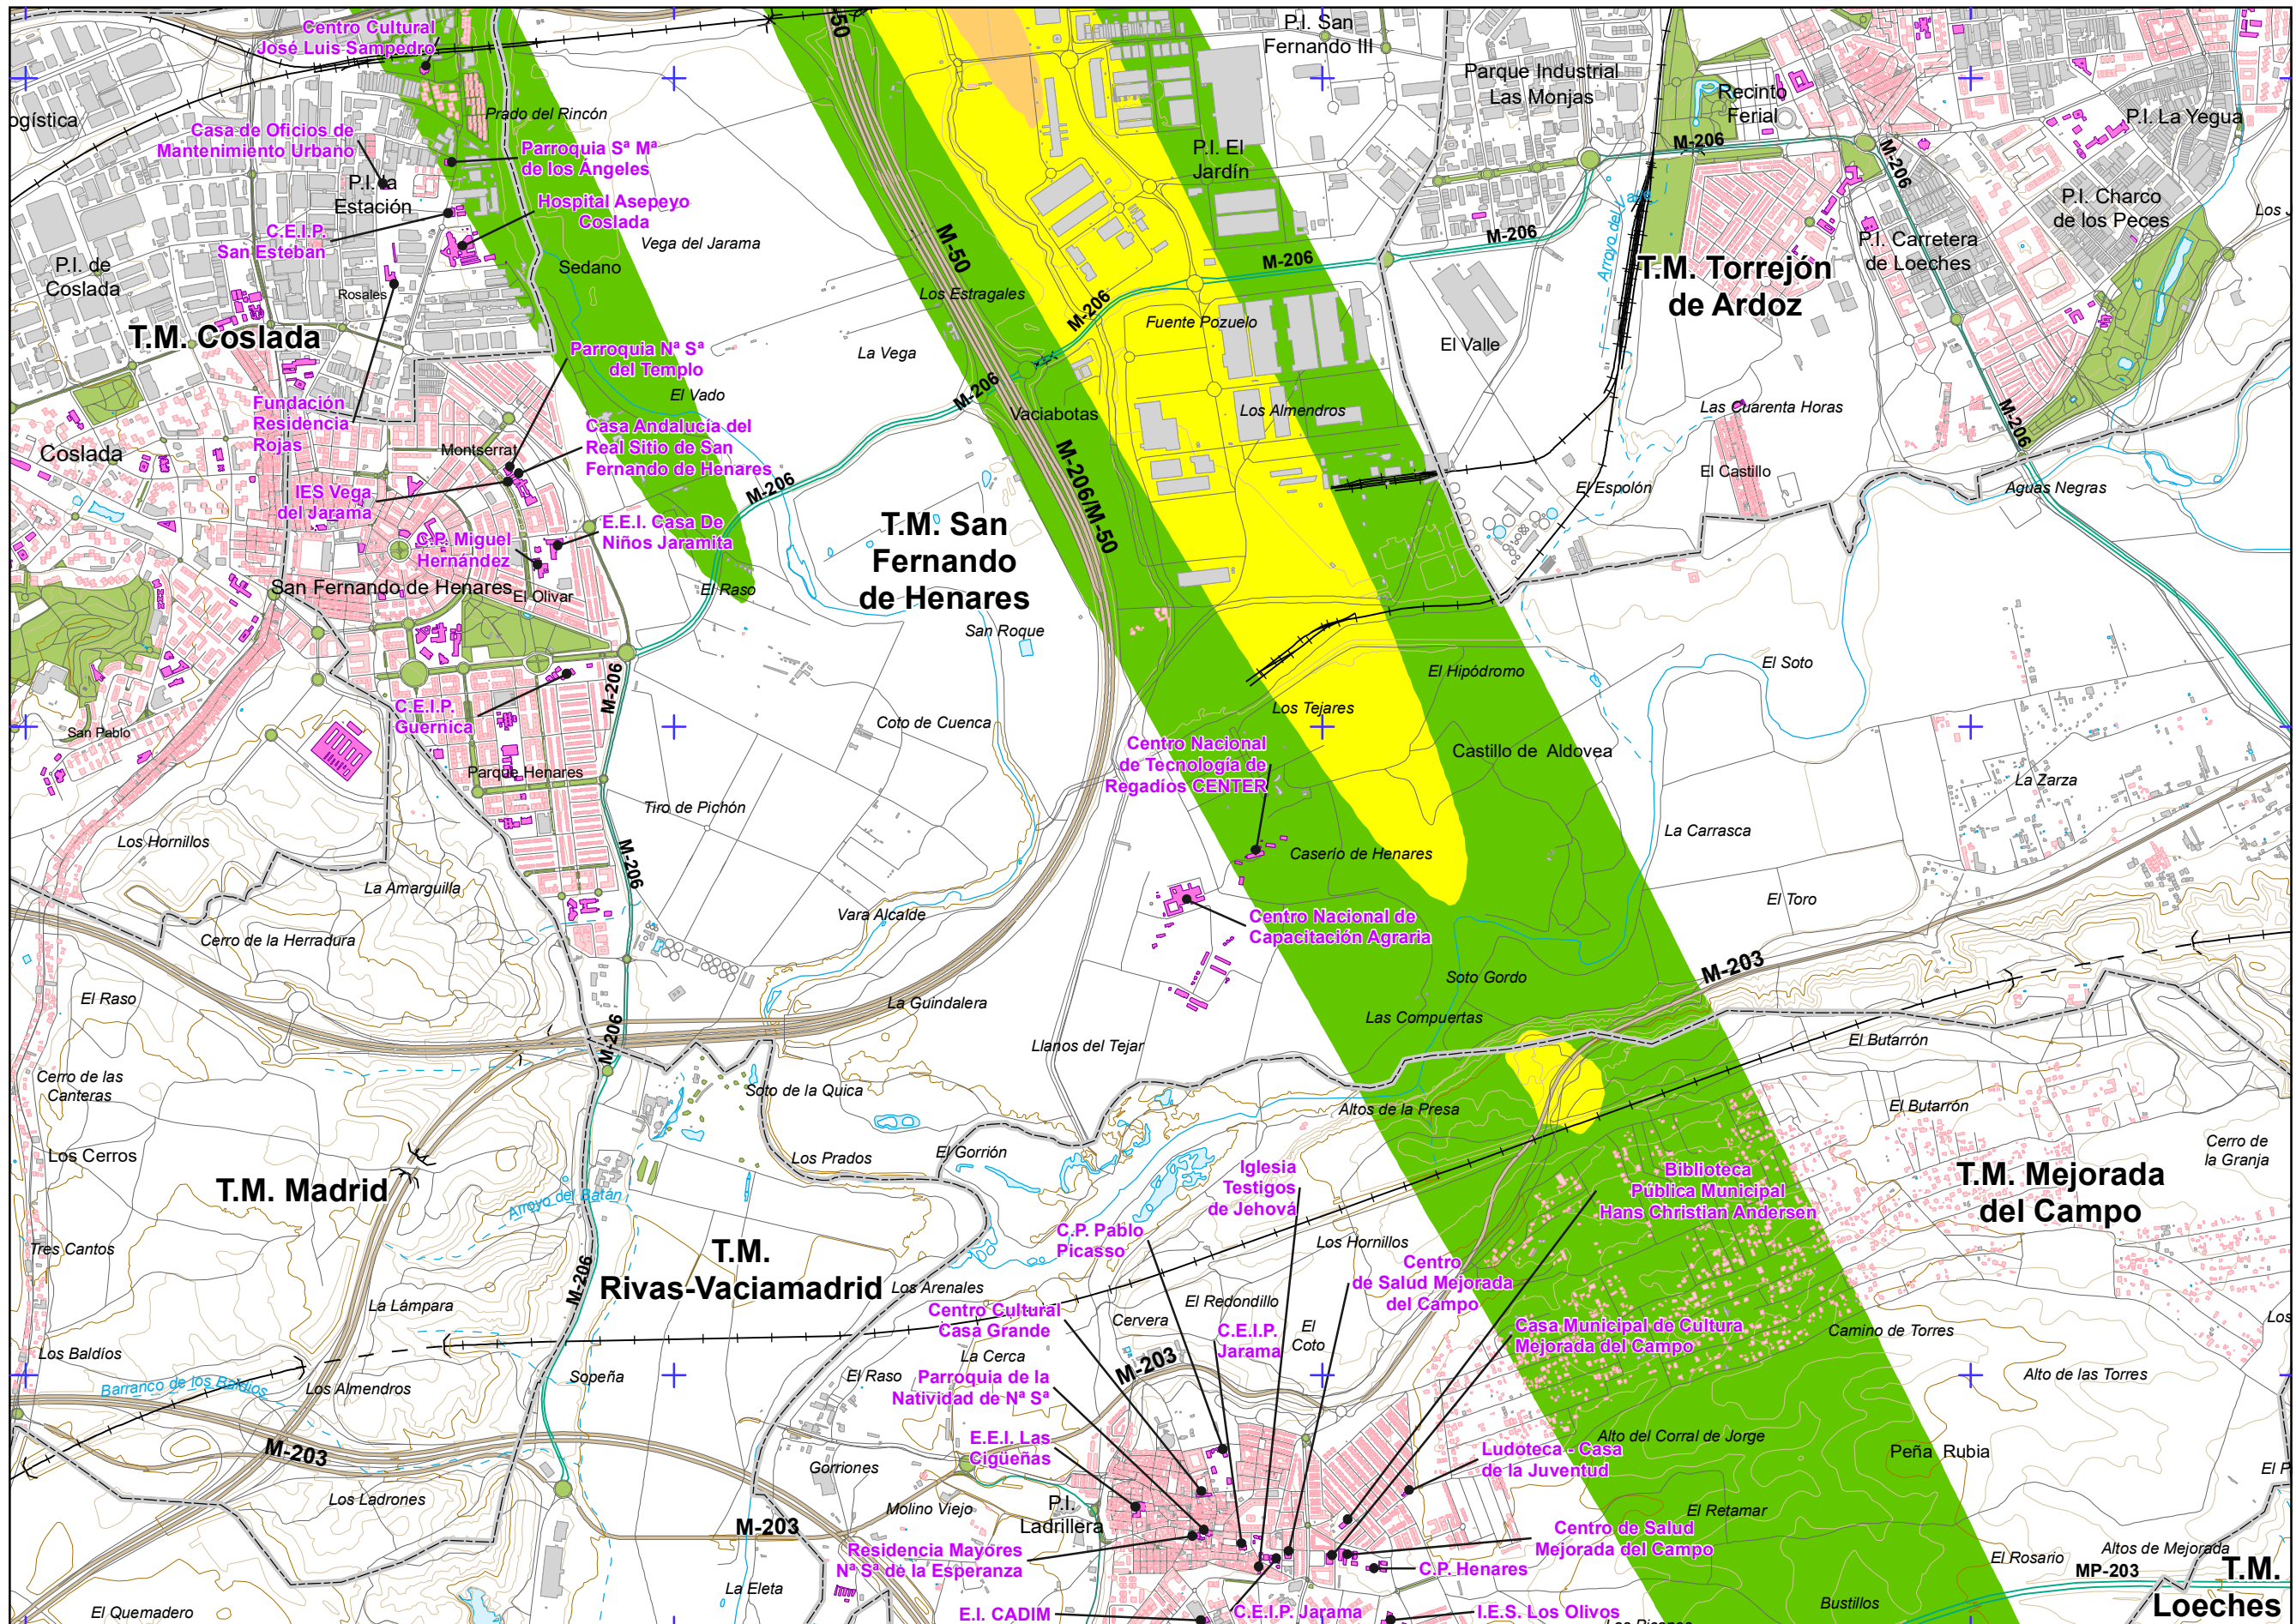 Centro Cultural
José Luis Sampedro
M-50
P.I. San
Fernando III
Parque Industrial
Las Monjas
Recinto
Ferial
P.I. La Yegua
ogística
Prado del Rincón
Casa de Oficios de
Mantenimiento Urbano
Parroquia Sª Mª
de los Ángeles
P.I. El
Jardín
M-206
M-206
P.I. la
Estación
Hospital Asepeyo
Coslada
P.I. Charco
de los Peces
Los
C.E.I.P.
San Esteban
Vega del Jarama
M-50
M-206
M-206
P.I. Carretera
de Loeches
P.I. de
Coslada
Sedano
Rosales
Los Estragales
T.M. Torrejón
de Ardoz
T.M. Coslada
M-206
Fuente Pozuelo
El Valle
Parroquia Nª Sª
del Templo
La Vega
El Vado
M-206
Vaciabotas
Los Almendros
Las Cuarenta Horas
M-206
Fundación
Residencia
Rojas
Casa Andalucía del
Real Sitio de San
Fernando de Henares
Coslada
Montserrat
M-206/M-50
El Castillo
El Espolón
Aguas Negras
IES Vega
del Jarama
M-206
E.E.I. Casa De
Niños Jaramita
C.P. Miguel
Hernández
T.M. San
Fernando
de Henares
San Fernando de Henares
El Olivar
El Raso
San Roque
El Hipódromo
El Soto
C.E.I.P.
Guernica
M-206
San Pablo
Coto de Cuenca
Los Tejares
Centro Nacional
de Tecnología de
Regadíos CENTER
Castillo de Aldovea
Parque Henares
La Zarza
Tiro de Pichón
Los Hornillos
La Carrasca
M-206
Caserío de Henares
La Amarguilla
El Toro
Vara Alcalde
Centro Nacional de
Capacitación Agraria
Cerro de la Herradura
M-203
Soto Gordo
El Raso
La Guindalera
Las Compuertas
M-206
Llanos del Tejar
El Butarrón
Cerro de las
Canteras
Soto de la Quica
Altos de la Presa
El Butarrón
Los Cerros
Los Prados
El Gorrión
Cerro de
la Granja
T.M. Madrid
Arroyo del Batán
Iglesia
Testigos
de Jehová
Biblioteca
Pública Municipal
Hans Christian Andersen
T.M. Mejorada
del Campo
C.P. Pablo
Picasso
Tres Cantos
T.M.
Rivas-Vaciamadrid
Los Hornillos
M-206
Los Arenales
Centro
de Salud Mejorada
del Campo
La Lámpara
Centro Cultural
Casa Grande
El Redondillo
Cervera
C.E.I.P.
Jarama
El
Coto
Casa Municipal de Cultura
Mejorada del Campo
Camino de Torres
Los
Los Baldíos
La Cerca
M-203
Sopeña
El Raso
Parroquia de la
Natividad de Nª Sª
Alto de las Torres
Barranco de los Baldíos
Los Almendros
M-203
E.E.I. Las
Cigüeñas
Alto del Corral de Jorge
Ludoteca - Casa
de la Juventud
Peña Rubia
Gorriones
El P
Los Ladrones
Molino Viejo
P.I.
Ladrillera
El Retamar
M-203
Residencia Mayores
Nª Sª de la Esperanza
Centro de Salud
Mejorada del Campo
C.P. Henares
El Rosario
Altos de Mejorada
MP-203
T.M.
Loeches
La Eleta
El Quemadero
E.I. CADIM
C.E.I.P. Jarama
I.E.S. Los Olivos
Bustillos